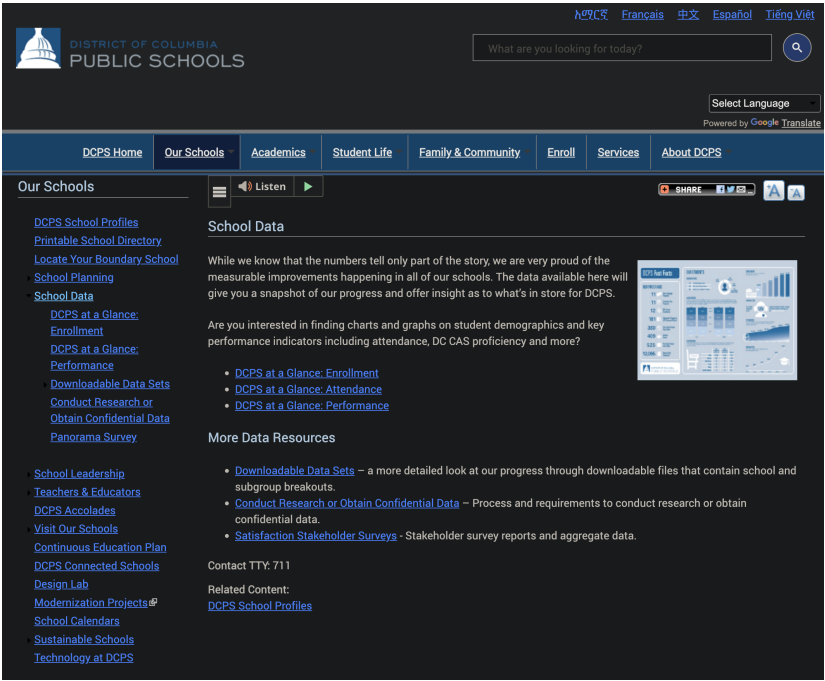 አማርኛ Français 中文 Español Tiếng Việt
DISTRICT OF COLUMBIA
PUBLIC SCHOOLS
What are you looking for today?
Select Language
Powered by Google Translate
DCPS Home Our Schools Academics Student Life Family & Community Enroll Services About DCPS
Our Schools
DCPS School Profiles
Printable School Directory
Locate Your Boundary School
School Planning
School Data
DCPS at a Glance:
Enrollment
DCPS at a Glance:
Performance
Downloadable Data Sets
Conduct Research or
Obtain Confidential Data
Panorama Survey
School Leadership
Teachers & Educators
DCPS Accolades
Visit Our Schools
Continuous Education Plan
DCPS Connected Schools
Design Lab
Modernization Projects
School Calendars
Sustainable Schools
Technology at DCPS
Listen
SHARE
A A
School Data
While we know that the numbers tell only part of the story, we are very proud of the
measurable improvements happening in all of our schools. The data available here will
give you a snapshot of our progress and offer insight as to what's in store for DCPS.
DCPS Fast Facts
Are you interested in finding charts and graphs on student demographics and key
performance indicators including attendance, DC CAS proficiency and more?
• DCPS at a Glance: Enrollment
• DCPS at a Glance: Attendance
• DCPS at a Glance: Performance
More Data Resources
• Downloadable Data Sets – a more detailed look at our progress through downloadable files that contain school and
subgroup breakouts.
• Conduct Research or Obtain Confidential Data – Process and requirements to conduct research or obtain
confidential data.
• Satisfaction Stakeholder Surveys - Stakeholder survey reports and aggregate data.
Contact TTY: 711
Related Content:
DCPS School Profiles